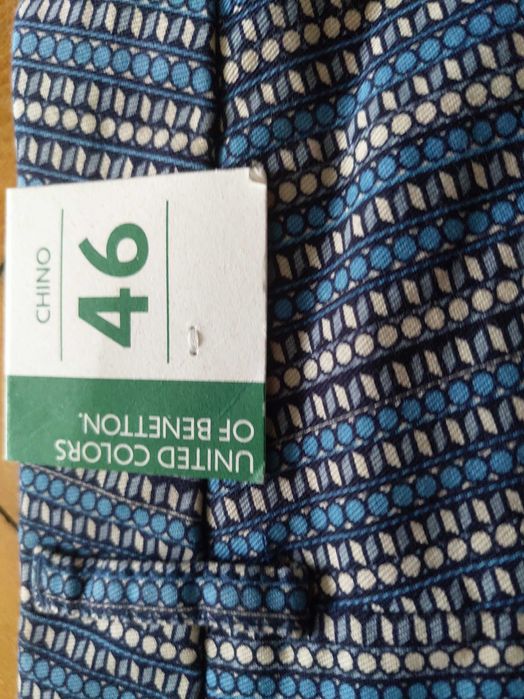 CHINO
46
UNITED COLORS
OF BENETTON.